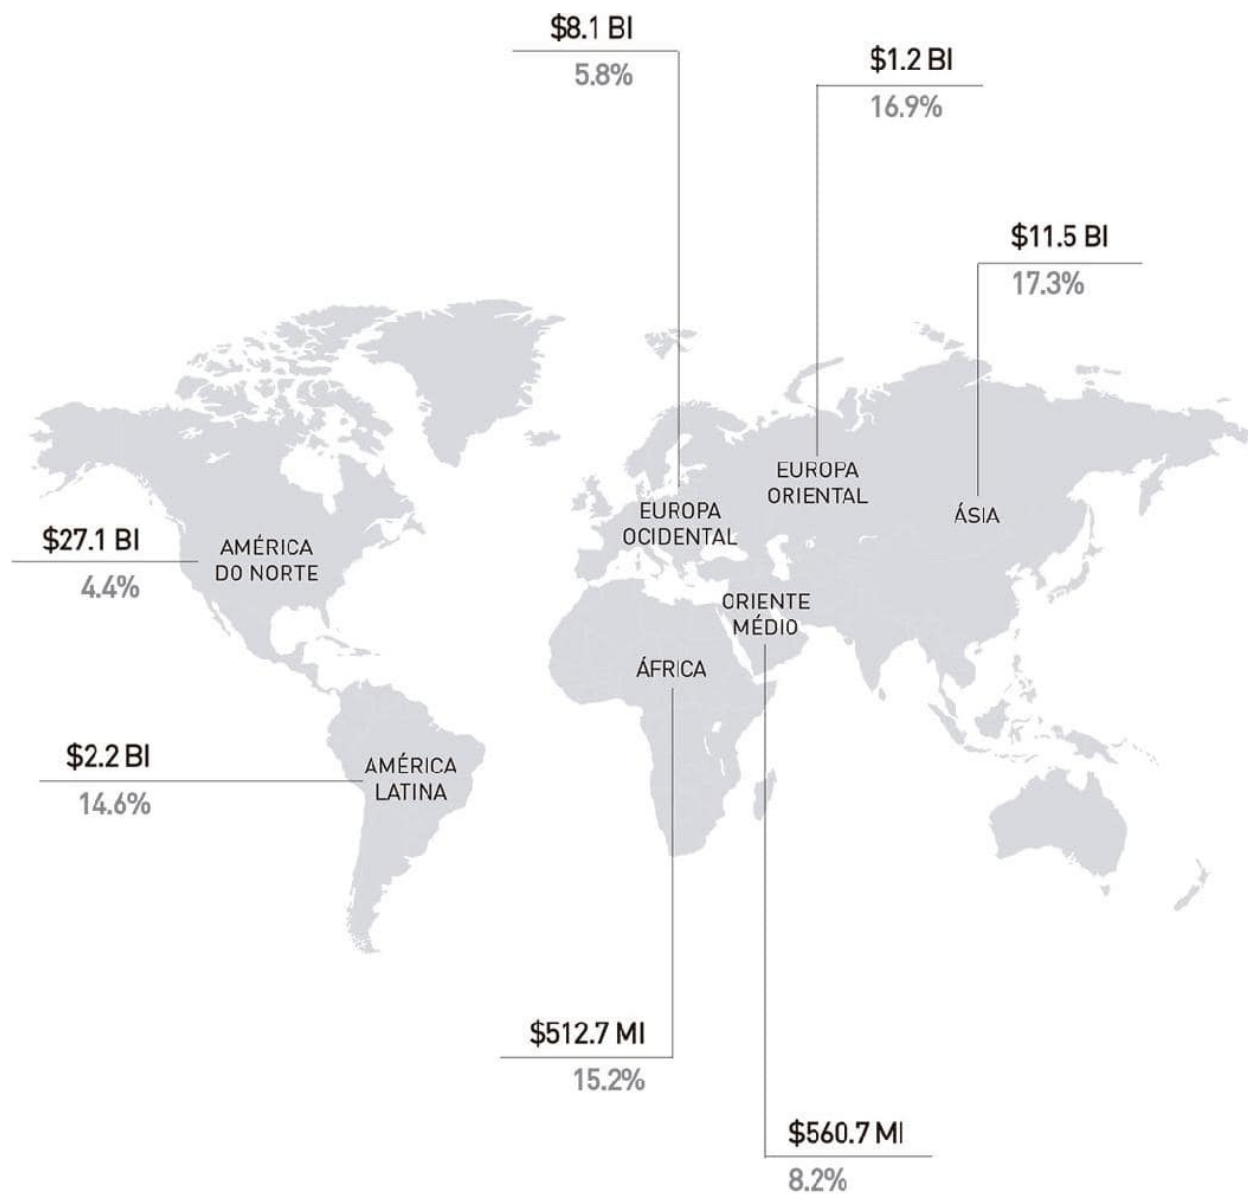 $8.1 BI
5.8%
$1.2 BI
16.9%
$11.5 BI
17.3%
EUROPA
ORIENTAL
EUROPA
OCIDENTAL
ÁSIA
$27.1 BI
4.4%
AMÉRICA
DO NORTE
ORIENTE
MÉDIO
ÁFRICA
$2.2 BI
14.6%
AMÉRICA
LATINA
$512.7 MI
15.2%
$560.7 MI
8.2%